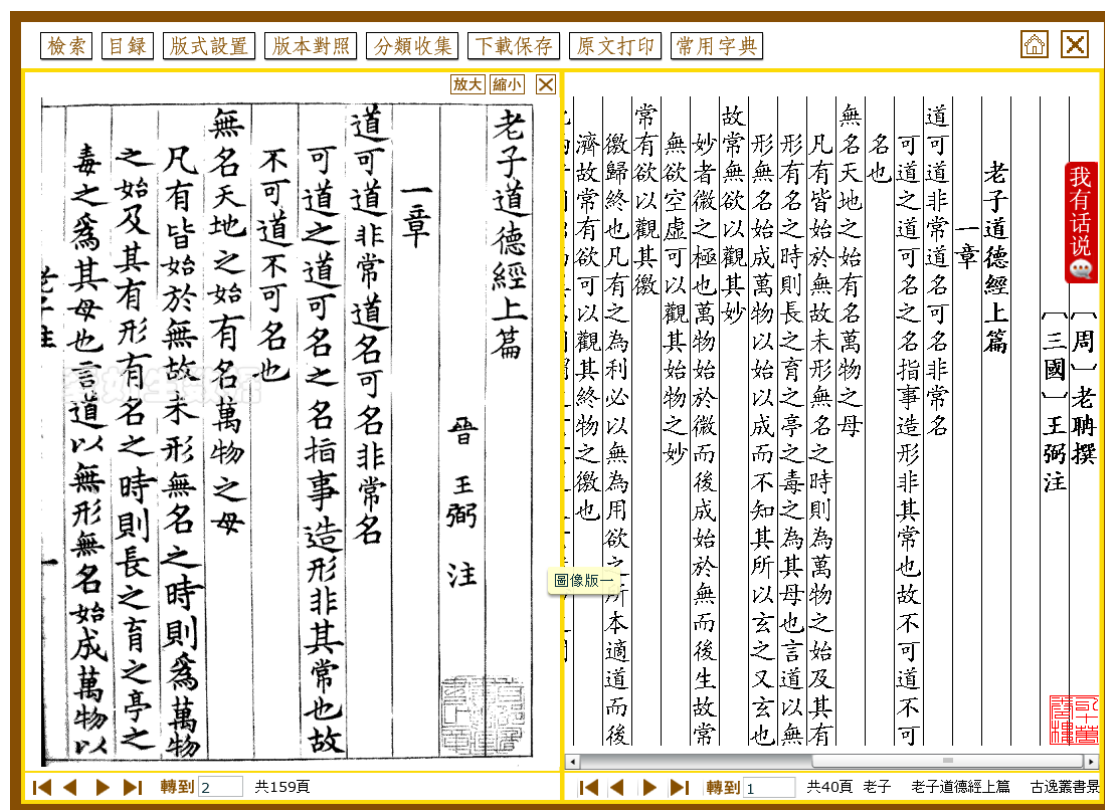 檢索 目録 版式設置 版本對照 分類收集 下載保存 原文打印 常用字典
放大 縮小
老子道德經上篇
晉 王弼 注
一章
道可道非常道名可名非常名
可道之道可名之名指事造形非其常也故
不可道不可名也
無名天地之始有名萬物之母
凡有皆始於無故未形無名之時則爲萬物
之始及其有形有名之時則長之育之亭之
毒之爲其母也言道以無形無名始成萬物以
老子注
一
轉到 2 共159頁
我有话说
〔周〕老聃撰
〔三國〕王弼注
老子道德經上篇
一章
道可道非常道名可名非常名
可道之道可名之名指事造形非其常也故不可道不可
名也
無名天地之始有名萬物之母
凡有皆始於無故未形無名之時則為萬物之始及其有
形有名之時則長之育之亭之毒之為其母也言道以無
形無名始成萬物以始以成而不知其所以玄之又玄也
故常無欲以觀其妙
妙者微之極也萬物始於微而後成始於無而後生故常
無欲空虛可以觀其始物之妙
常有欲以觀其徼
徼歸終也凡有之為利必以無為用欲之所本適道而後
濟故常有欲可以觀其終物之徼也
圖像版一
轉到 1 共40頁 老子 老子道德經上篇 古逸叢書景